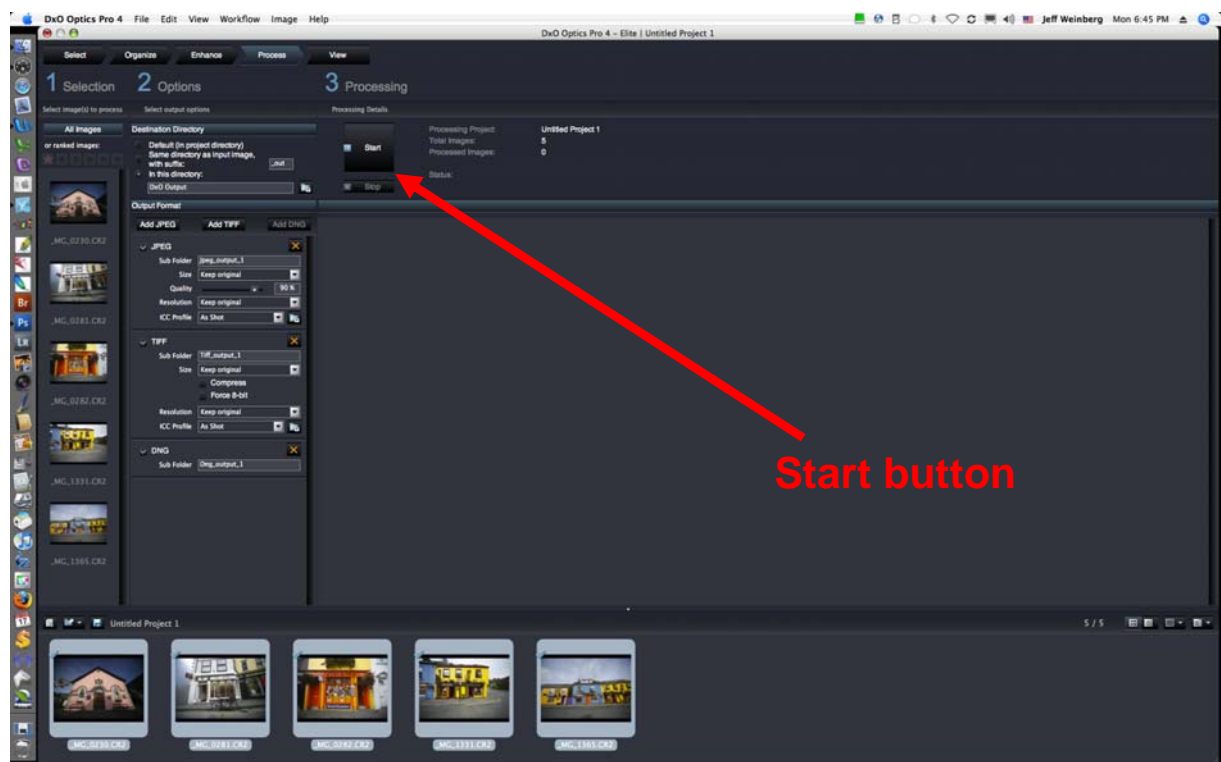 DxO Optics Pro 4 File Edit View Workflow Image Help
Jeff Weinberg Mon 6:45 PM
DxO Optics Pro 4 – Elite | Untitled Project 1
Select Organize Enhance Process View
1 Selection 2 Options 3 Processing
Select image(s) to process Select output options Processing Details
All Images
or ranked images:
_MG_0230.CR2
_MG_0281.CR2
_MG_0282.CR2
_MG_1331.CR2
_MG_1365.CR2
Destination Directory
Default (in project directory)
Same directory as input image,
with suffix:
In this directory:
DxO Output
Output Format
Add JPEG Add TIFF Add DNG
JPEG
Sub Folder Jpeg_output_1
Size Keep original
Quality 90 %
Resolution Keep original
ICC Profile As Shot
TIFF
Sub Folder Tiff_output_1
Size Keep original
Compress
Force 8-bit
Resolution Keep original
ICC Profile As Shot
DNG
Sub Folder Dng_output_1
Start
Stop
Processing Project: Untitled Project 1
Total Images: 5
Processed Images: 0
Status:
Start button
Br
Ps
LR
17
Untitled Project 1 5 / 5
_MG_0230.CR2 _MG_0281.CR2 _MG_0282.CR2 _MG_1331.CR2 _MG_1365.CR2